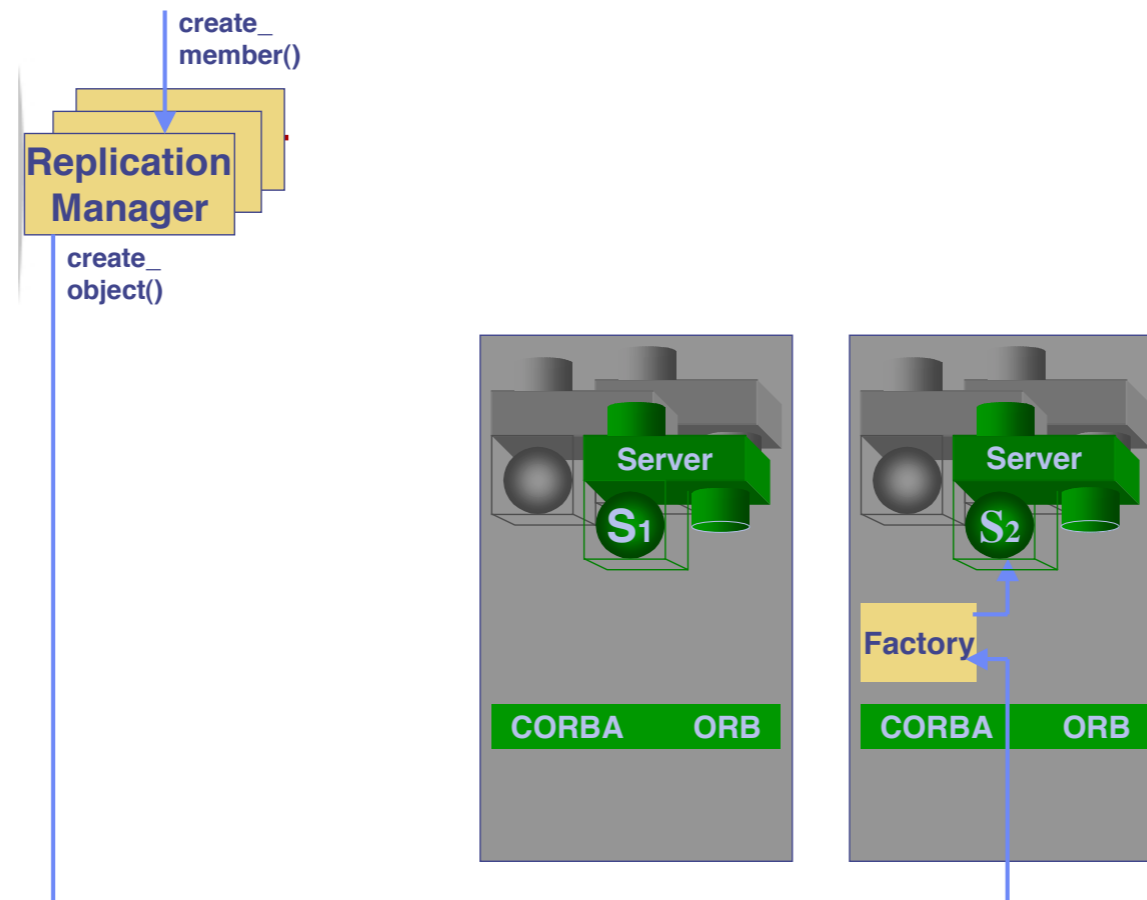 create_
member()
Replication
Manager
create_
object()
Server
S1
CORBA ORB
Server
S2
Factory
CORBA ORB